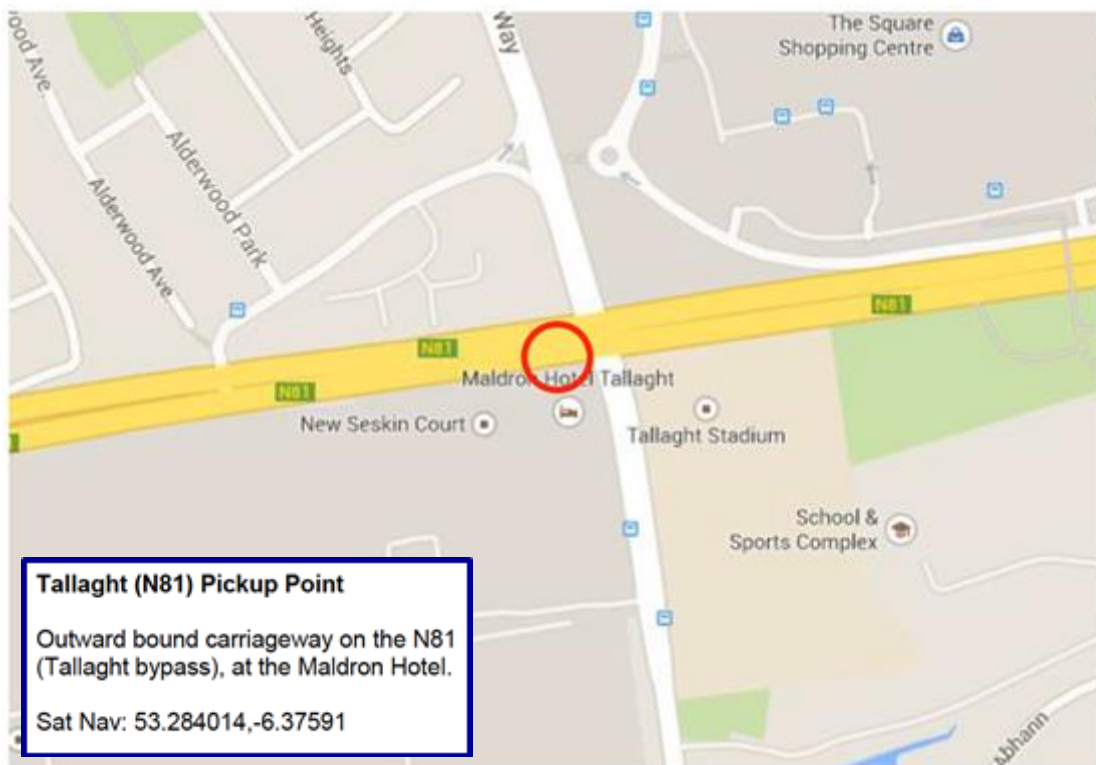 ood Ave.
Heights
Way
The Square
Shopping Centre
Alderwood Park
Alderwood Ave
N81
N81
N81
Maldron Hotel Tallaght
New Seskin Court
Tallaght Stadium
School &
Sports Complex
Tallaght (N81) Pickup Point
Outward bound carriageway on the N81
(Tallaght bypass), at the Maldron Hotel.
Sat Nav: 53.284014,-6.37591
Abhann